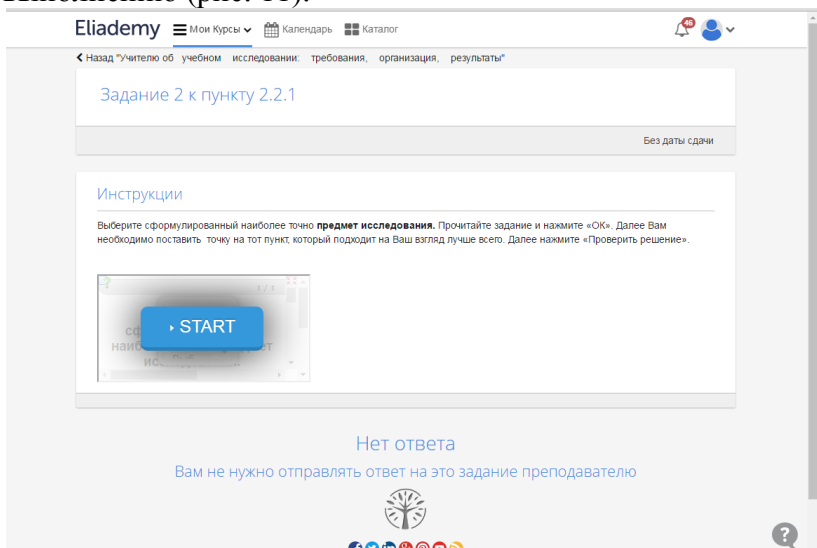 Eliademy Мои Курсы Календарь Каталог 46
Назад "Учителю об учебном исследовании: требования, организация, результаты"
Задание 2 к пункту 2.2.1
Без даты сдачи
Инструкции
Выберите сформулированный наиболее точно предмет исследования. Прочитайте задание и нажмите «ОК». Далее Вам
необходимо поставить точку на тот пункт, который подходит на Ваш взгляд лучше всего. Далее нажмите «Проверить решение».
1 / 1
START
Нет ответа
Вам не нужно отправлять ответ на это задание преподавателю